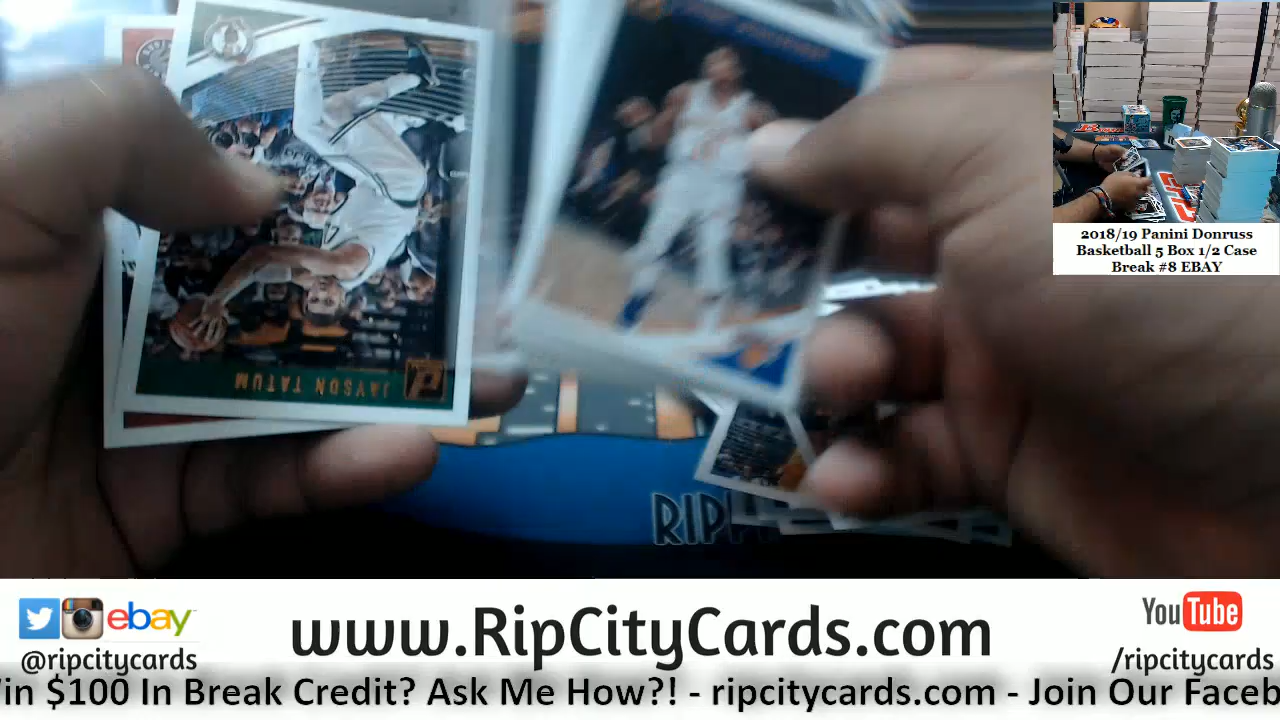 JAYSON TATUM
RIP
2018/19 Panini Donruss
Basketball 5 Box 1/2 Case
Break #8 EBAY
ebay
@ripcitycards
www.RipCityCards.com
YouTube
/ripcitycards
in $100 In Break Credit? Ask Me How?! - ripcitycards.com - Join Our Faceb